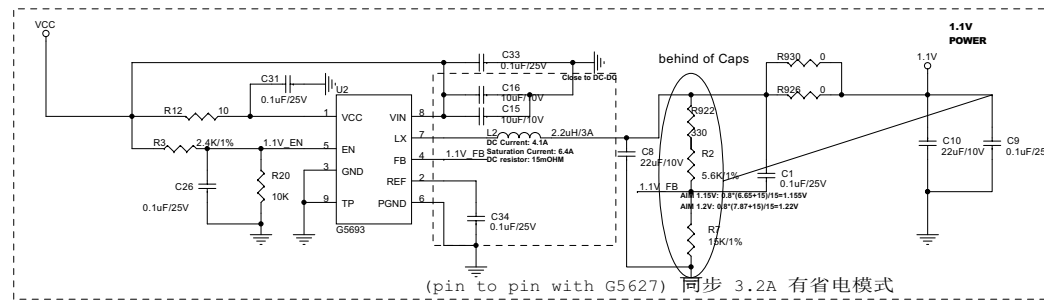 VCC
1.1V
POWER
C33
0.1uF/25V
behind of Caps
R930 0
1.1V
Close to DC-DC
C31
0.1uF/25V
U2
C16
10uF/10V
R926 0
R12 10
1 VCC VIN 8
C15
10uF/10V
R922
330
LX 7
L2 2.2uH/3A
DC Current: 4.1A
Saturation Current: 6.4A
DC resistor: 15mOHM
R3 2.4K/1% 1.1V_EN
5 EN
FB 4 1.1V_FB
C8
22uF/10V
R2
5.6K/1%
C10
22uF/10V
C9
0.1uF/25V
3 GND
REF 2
C1
0.1uF/25V
C26
0.1uF/25V
R20
10K
1.1V_FB
AIM 1.15V: 0.8*(6.65+15)/15=1.155V
AIM 1.2V: 0.8*(7.87+15)/15=1.22V
9 TP
PGND 6
G5693
C34
0.1uF/25V
R7
15K/1%
(pin to pin with G5627) 同步 3.2A 有省电模式